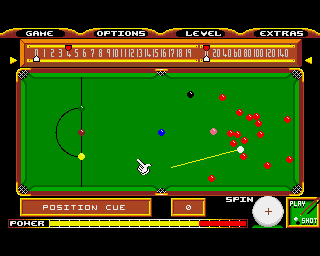 GAME OPTIONS LEVEL EXTRAS
0 1 2 3 4 5 6 7 8 9 10 11 12 13 14 15 16 17 18 19 0 20 40 60 80 100 120 140
POSITION CUE 0 SPIN PLAY SHOT
POWER